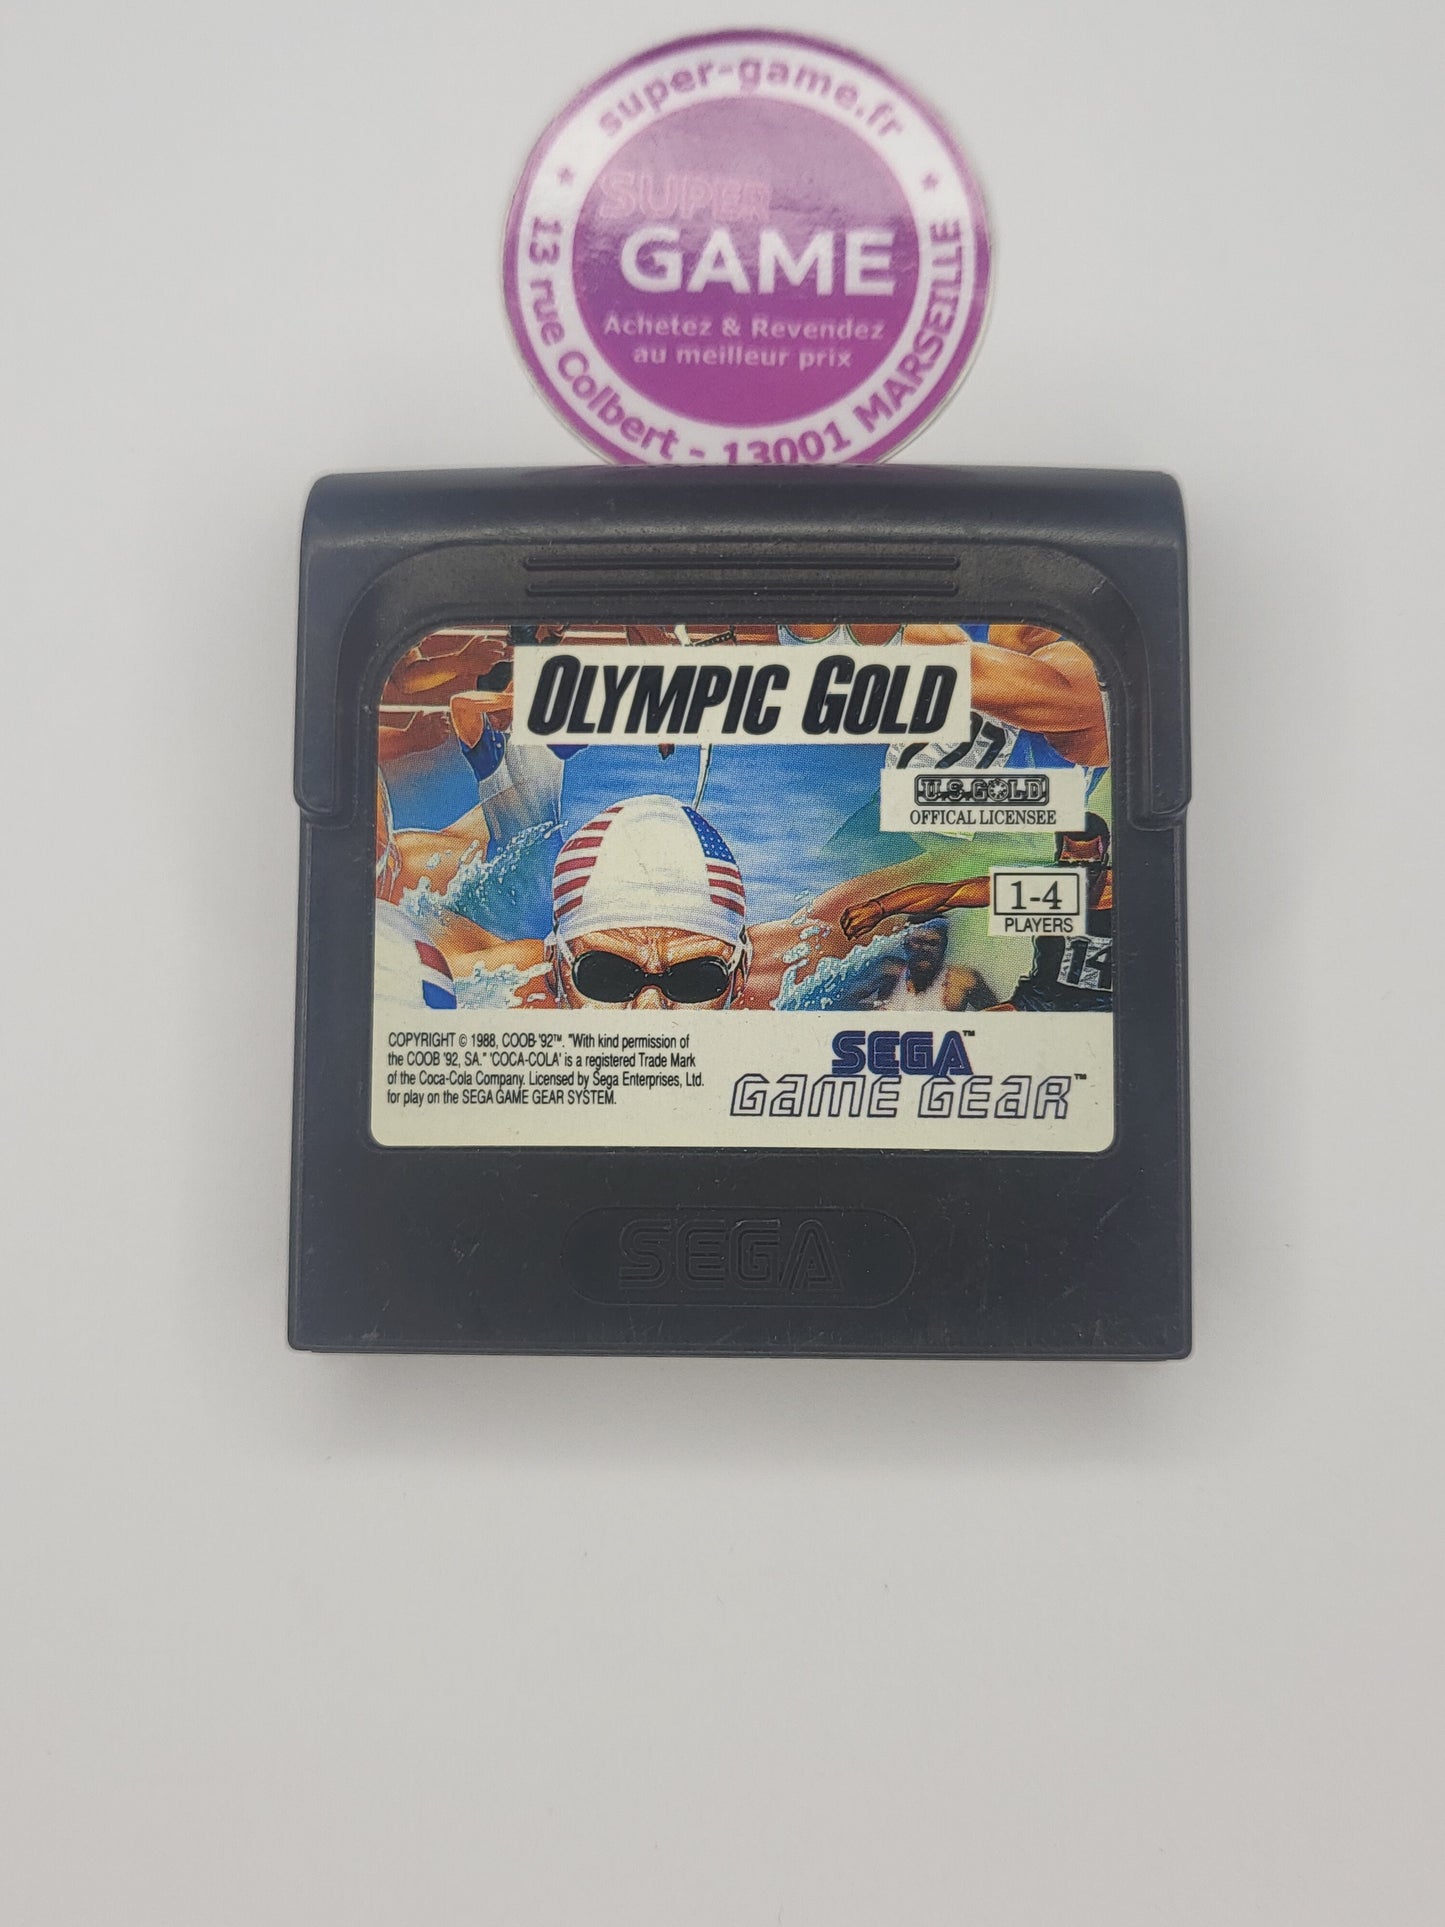 super-game.fr
SUPER
GAME
Achetez & Revendez
au meilleur prix
13 rue Colbert - 13001 MARSEILLE
OLYMPIC GOLD
U.S. GOLD
OFFICAL LICENSEE
1-4
PLAYERS
14
COPYRIGHT © 1988, COOB '92™. "With kind permission of
the COOB '92, SA." 'COCA-COLA' is a registered Trade Mark
of the Coca-Cola Company. Licensed by Sega Enterprises, Ltd.
for play on the SEGA GAME GEAR SYSTEM.
SEGA™
GAME GEAR™
SEGA